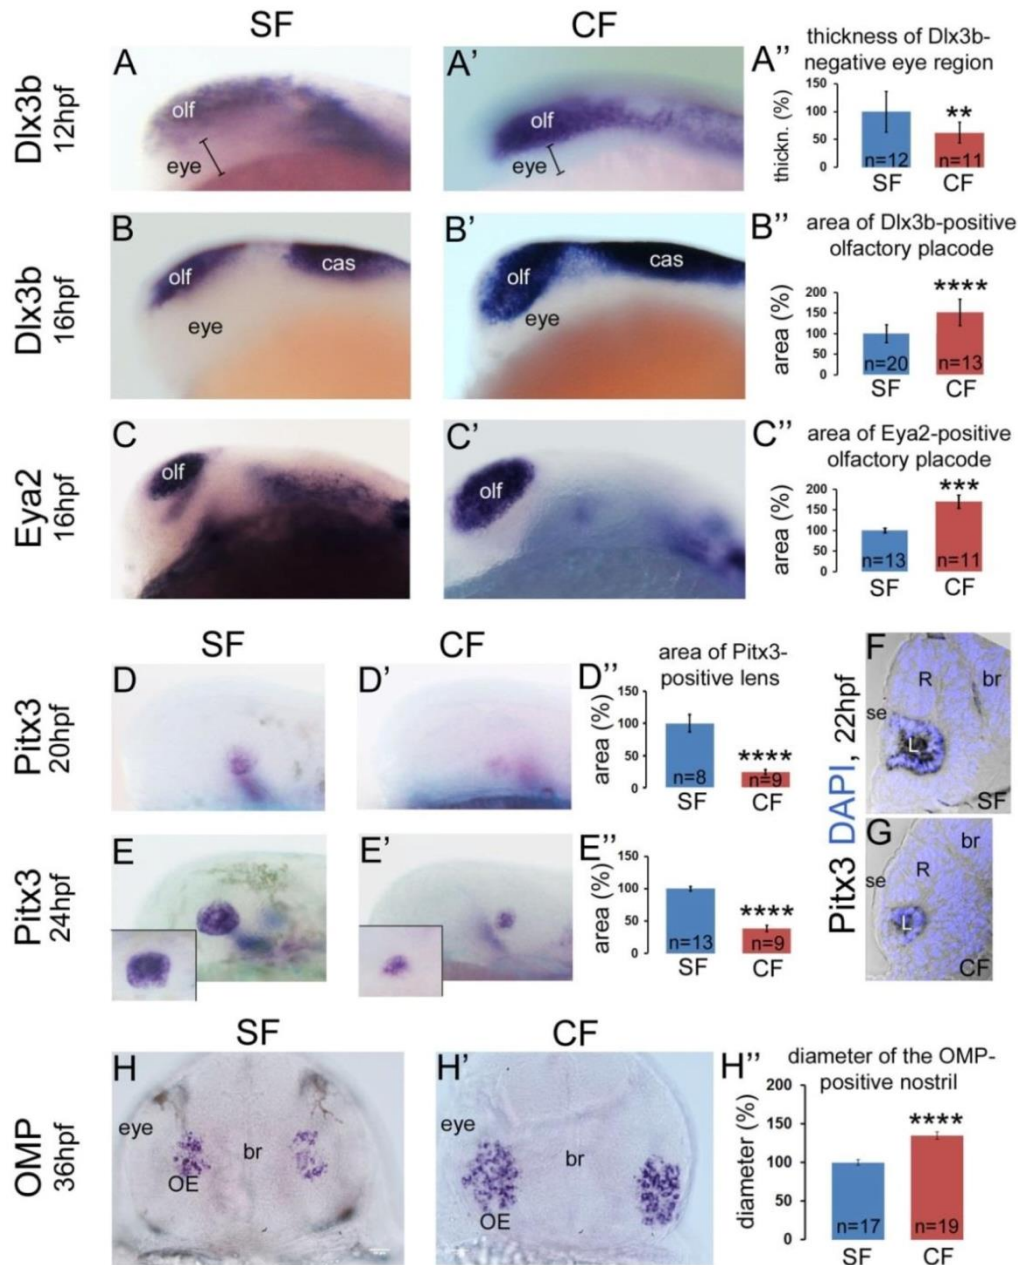 SF
CF
Dlx3b
12hpf
A
olf
eye
A'
olf
eye
A''
thickness of Dlx3b-
negative eye region
thickn. (%)
150
100
50
0
**
n=12
n=11
SF
CF
Dlx3b
16hpf
B
olf
cas
eye
B'
olf
cas
eye
B''
area of Dlx3b-positive
olfactory placode
area (%)
200
150
100
50
0
****
n=20
n=13
SF
CF
Eya2
16hpf
C
olf
C'
olf
C''
area of Eya2-positive
olfactory placode
area (%)
200
150
100
50
0
***
n=13
n=11
SF
CF
SF
CF
Pitx3
20hpf
D
D'
D''
area of Pitx3-
positive lens
area (%)
150
100
50
0
****
n=8
n=9
SF
CF
Pitx3
24hpf
E
E'
E''
area (%)
150
100
50
0
****
n=13
n=9
SF
CF
Pitx3 DAPI, 22hpf
F
R
br
se
L
SF
G
br
R
se
L
CF
SF
CF
OMP
36hpf
H
eye
br
OE
H'
eye
br
OE
H''
diameter of the OMP-
positive nostril
diameter (%)
200
150
100
50
0
****
n=17
n=19
SF
CF